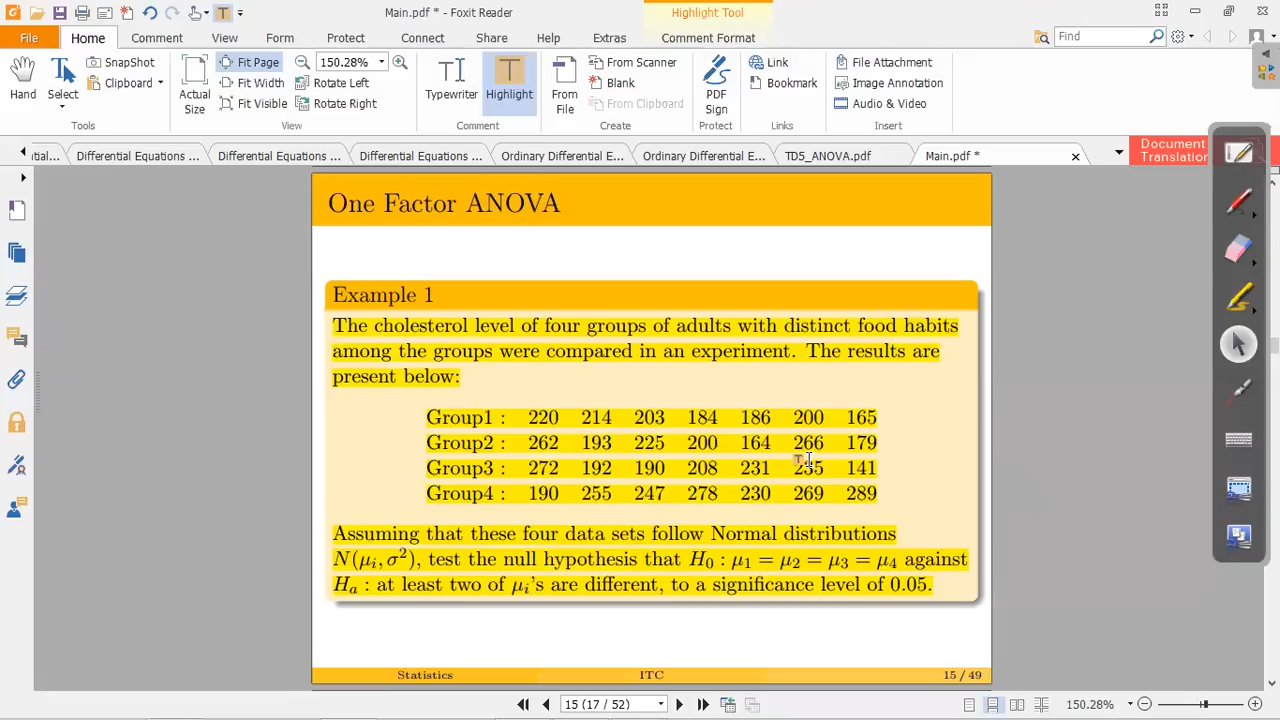 Main.pdf * - Foxit Reader
Highlight Tool
File Home Comment View Form Protect Connect Share Help Extras Comment Format Find
Hand Select SnapShot Clipboard Tools
Actual Size Fit Page Fit Width Fit Visible 150.28% Rotate Left Rotate Right View
Typewriter Highlight Comment
From File From Scanner Blank From Clipboard Create
PDF Sign Protect
Link Bookmark Links
File Attachment Image Annotation Audio & Video Insert
ntial... Differential Equations ... Differential Equations ... Differential Equations ... Ordinary Differential E... Ordinary Differential E... TD5_ANOVA.pdf Main.pdf *
Document Translation
One Factor ANOVA
Example 1
The cholesterol level of four groups of adults with distinct food habits
among the groups were compared in an experiment. The results are
present below:
Group1 : 220 214 203 184 186 200 165
Group2 : 262 193 225 200 164 266 179
Group3 : 272 192 190 208 231 235 141
Group4 : 190 255 247 278 230 269 289
Assuming that these four data sets follow Normal distributions
N(μᵢ, σ²), test the null hypothesis that H₀ : μ₁ = μ₂ = μ₃ = μ₄ against
Hₐ : at least two of μᵢ's are different, to a significance level of 0.05.
Statistics ITC 15 / 49
15 (17 / 52) 150.28%